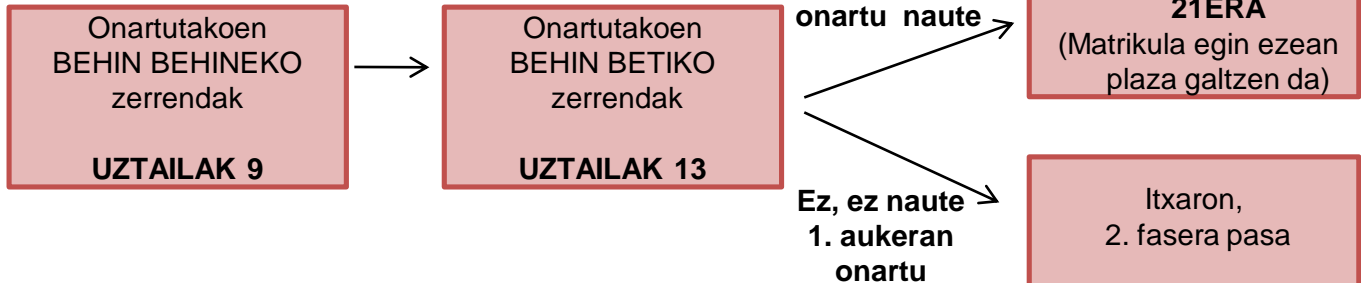 Onartutakoen
BEHIN BEHINEKO
zerrendak
UZTAILAK 9
Onartutakoen
BEHIN BETIKO
zerrendak
UZTAILAK 13
onartu naute
21ERA
(Matrikula egin ezean
plaza galtzen da)
Ez, ez naute
1. aukeran
onartu
Itxaron,
2. fasera pasa